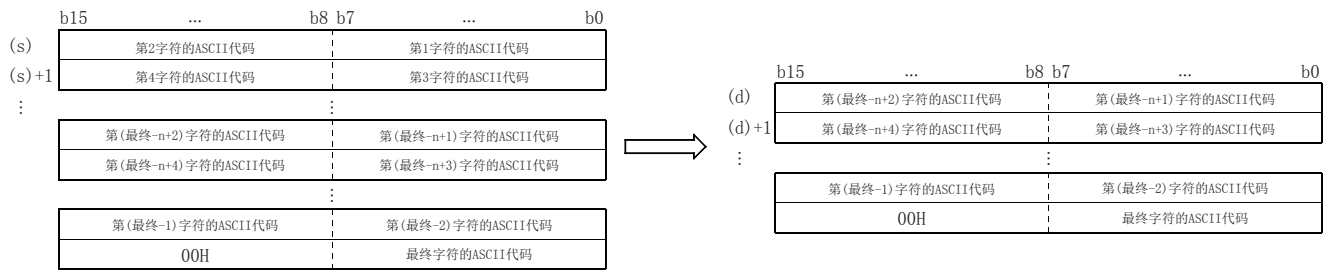 b15 … b8 b7 … b0
(s) 第2字符的ASCII代码 第1字符的ASCII代码
(s)+1 第4字符的ASCII代码 第3字符的ASCII代码
⋮ ⋮
第(最终-n+2)字符的ASCII代码 第(最终-n+1)字符的ASCII代码
第(最终-n+4)字符的ASCII代码 第(最终-n+3)字符的ASCII代码
⋮
第(最终-1)字符的ASCII代码 第(最终-2)字符的ASCII代码
00H 最终字符的ASCII代码
b15 … b8 b7 … b0
(d) 第(最终-n+2)字符的ASCII代码 第(最终-n+1)字符的ASCII代码
(d)+1 第(最终-n+4)字符的ASCII代码 第(最终-n+3)字符的ASCII代码
⋮ ⋮
第(最终-1)字符的ASCII代码 第(最终-2)字符的ASCII代码
00H 最终字符的ASCII代码